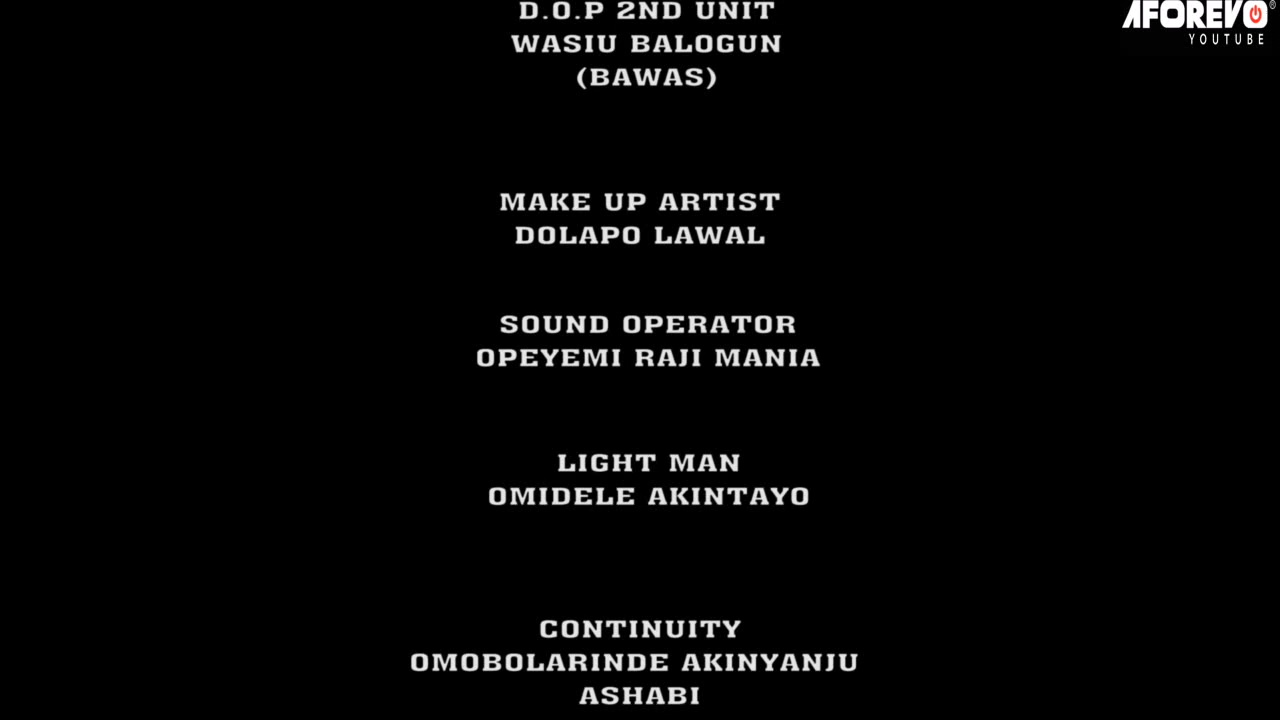 D.O.P 2ND UNIT
WASIU BALOGUN
(BAWAS)
AFOREVO®
YOUTUBE
MAKE UP ARTIST
DOLAPO LAWAL
SOUND OPERATOR
OPEYEMI RAJI MANIA
LIGHT MAN
OMIDELE AKINTAYO
CONTINUITY
OMOBOLARINDE AKINYANJU
ASHABI